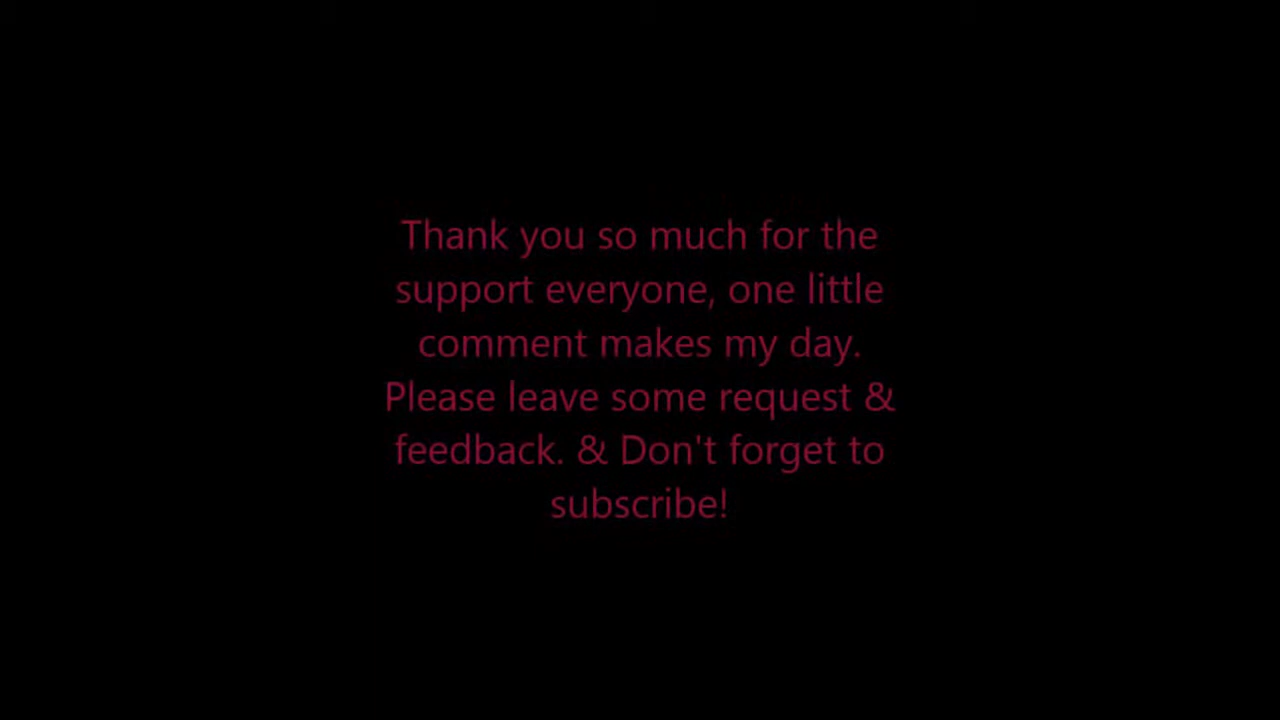 Thank you so much for the
support everyone, one little
comment makes my day.
Please leave some request &
feedback. & Don't forget to
subscribe!